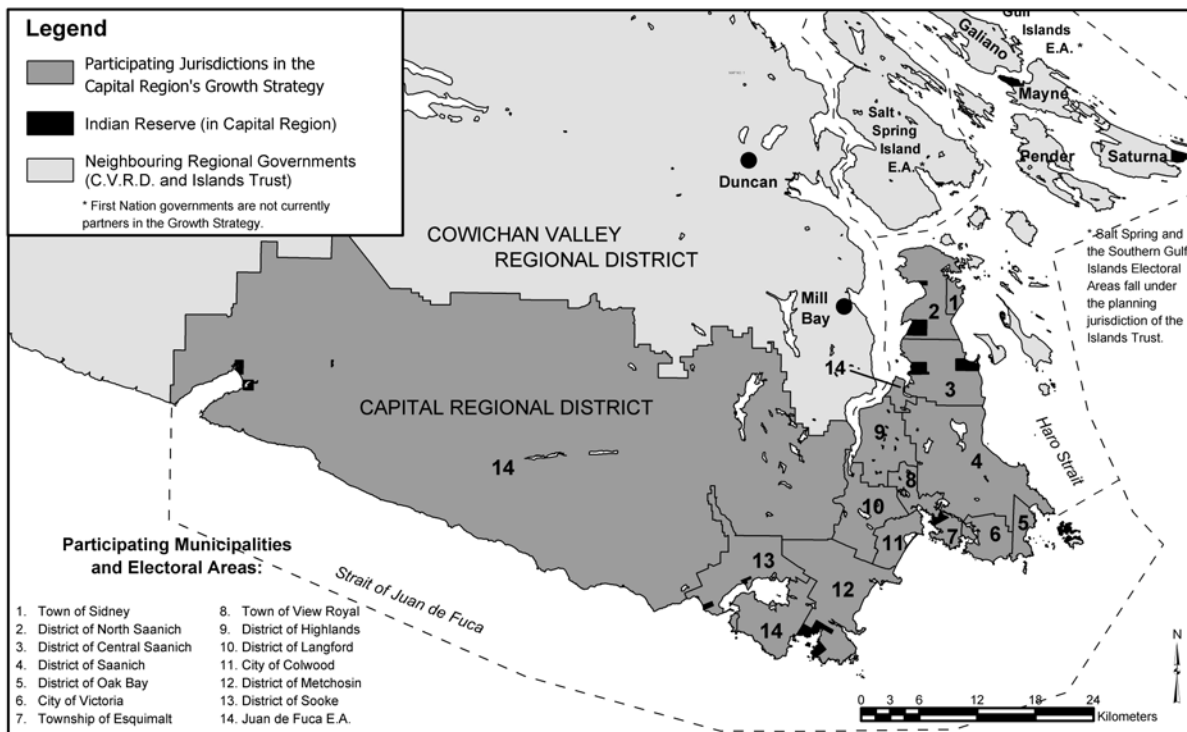 Legend
Participating Jurisdictions in the
Capital Region's Growth Strategy
Indian Reserve (in Capital Region)
Neighbouring Regional Governments
(C.V.R.D. and Islands Trust)
* First Nation governments are not currently
partners in the Growth Strategy.
Gulf
Islands
E.A. *
Galiano
Mayne
Salt
Spring
Island
E.A. *
Pender
Saturna
Duncan
COWICHAN VALLEY
REGIONAL DISTRICT
* Salt Spring and
the Southern Gulf
Islands Electoral
Areas fall under
the planning
jurisdiction of the
Islands Trust.
Mill
Bay
1
2
14
3
CAPITAL REGIONAL DISTRICT
Haro Strait
9
4
14
8
10
5
6
7
11
13
12
14
Strait of Juan de Fuca
Participating Municipalities
and Electoral Areas:
1. Town of Sidney
2. District of North Saanich
3. District of Central Saanich
4. District of Saanich
5. District of Oak Bay
6. City of Victoria
7. Township of Esquimalt
8. Town of View Royal
9. District of Highlands
10. District of Langford
11. City of Colwood
12. District of Metchosin
13. District of Sooke
14. Juan de Fuca E.A.
N
0 3 6 12 18 24
Kilometers